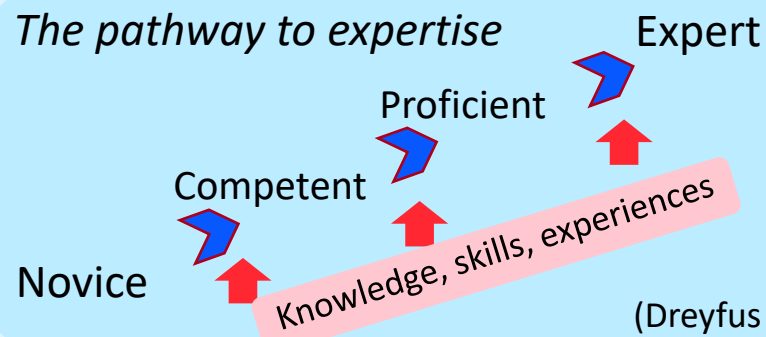 The pathway to expertise
Expert
Proficient
Competent
Novice
Knowledge, skills, experiences
(Dreyfus